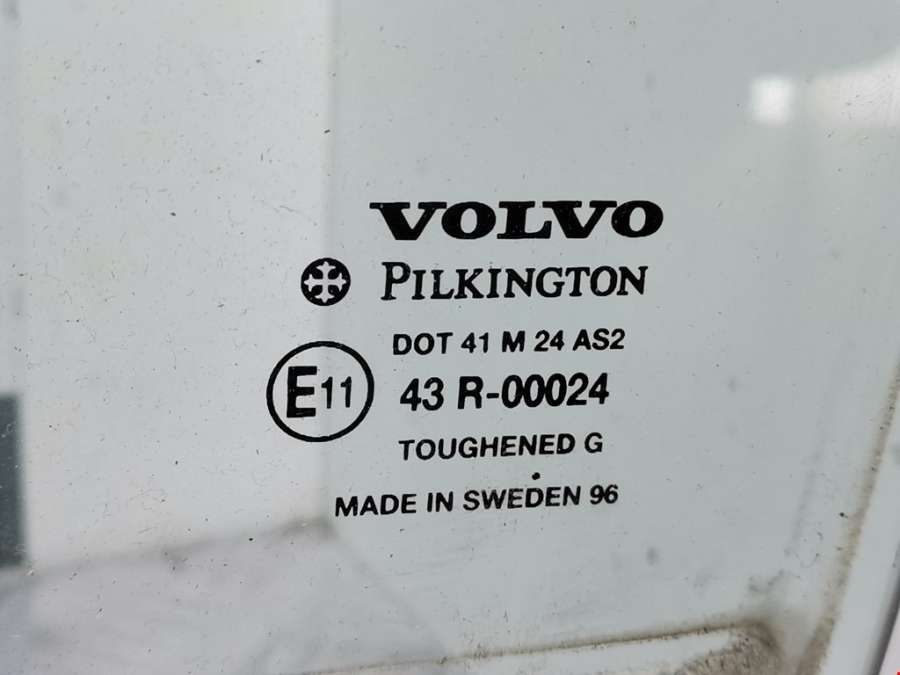 VOLVO
PILKINGTON
DOT 41 M 24 AS2
E11 43 R-00024
TOUGHENED G
MADE IN SWEDEN 96